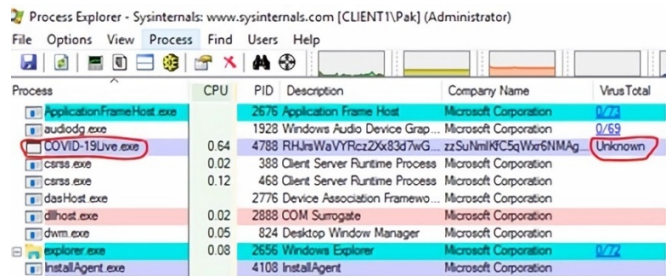 Process Explorer - Sysinternals: www.sysinternals.com [CLIENT1\Pak] (Administrator)
File Options View Process Find Users Help
Process CPU PID Description Company Name VirusTotal
ApplicationFrameHost.exe 2676 Application Frame Host Microsoft Corporation 0/73
audiodg.exe 1928 Windows Audio Device Grap... Microsoft Corporation 0/69
COVID-19Live.exe 0.64 4788 RHJrsWaVYRcz2Xx83d7wG... zzSuNmlKfC5qWxr6NMAg... Unknown
csrss.exe 0.02 388 Client Server Runtime Process Microsoft Corporation
csrss.exe 0.12 468 Client Server Runtime Process Microsoft Corporation
dasHost.exe 2776 Device Association Framewo... Microsoft Corporation
dllhost.exe 0.02 2888 COM Surrogate Microsoft Corporation
dwm.exe 0.05 824 Desktop Window Manager Microsoft Corporation
explorer.exe 0.08 2656 Windows Explorer Microsoft Corporation 0/72
InstallAgent.exe 4108 InstallAgent Microsoft Corporation